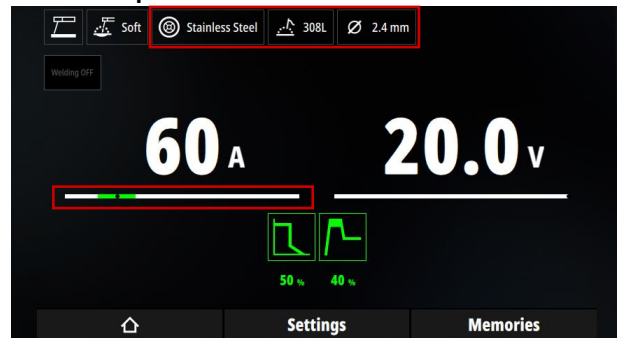 Soft Stainless Steel 308L Ø 2.4 mm
Welding OFF
60 A 20.0 V
50 % 40 %
Settings Memories